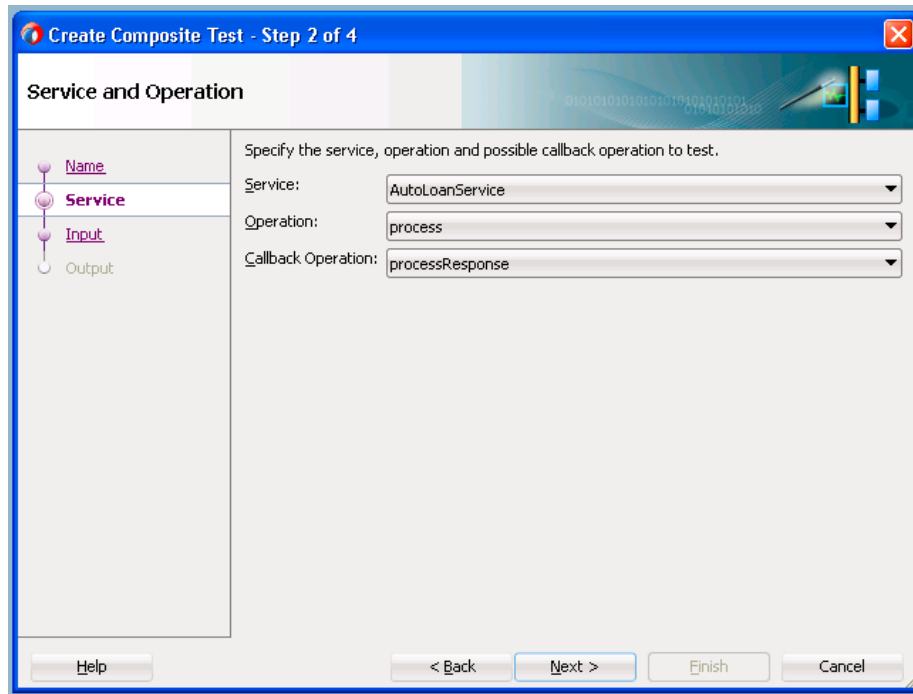 Create Composite Test - Step 2 of 4
Service and Operation
Name
Service
Input
Output
Specify the service, operation and possible callback operation to test.
Service: AutoLoanService
Operation: process
Callback Operation: processResponse
Help < Back Next > Finish Cancel